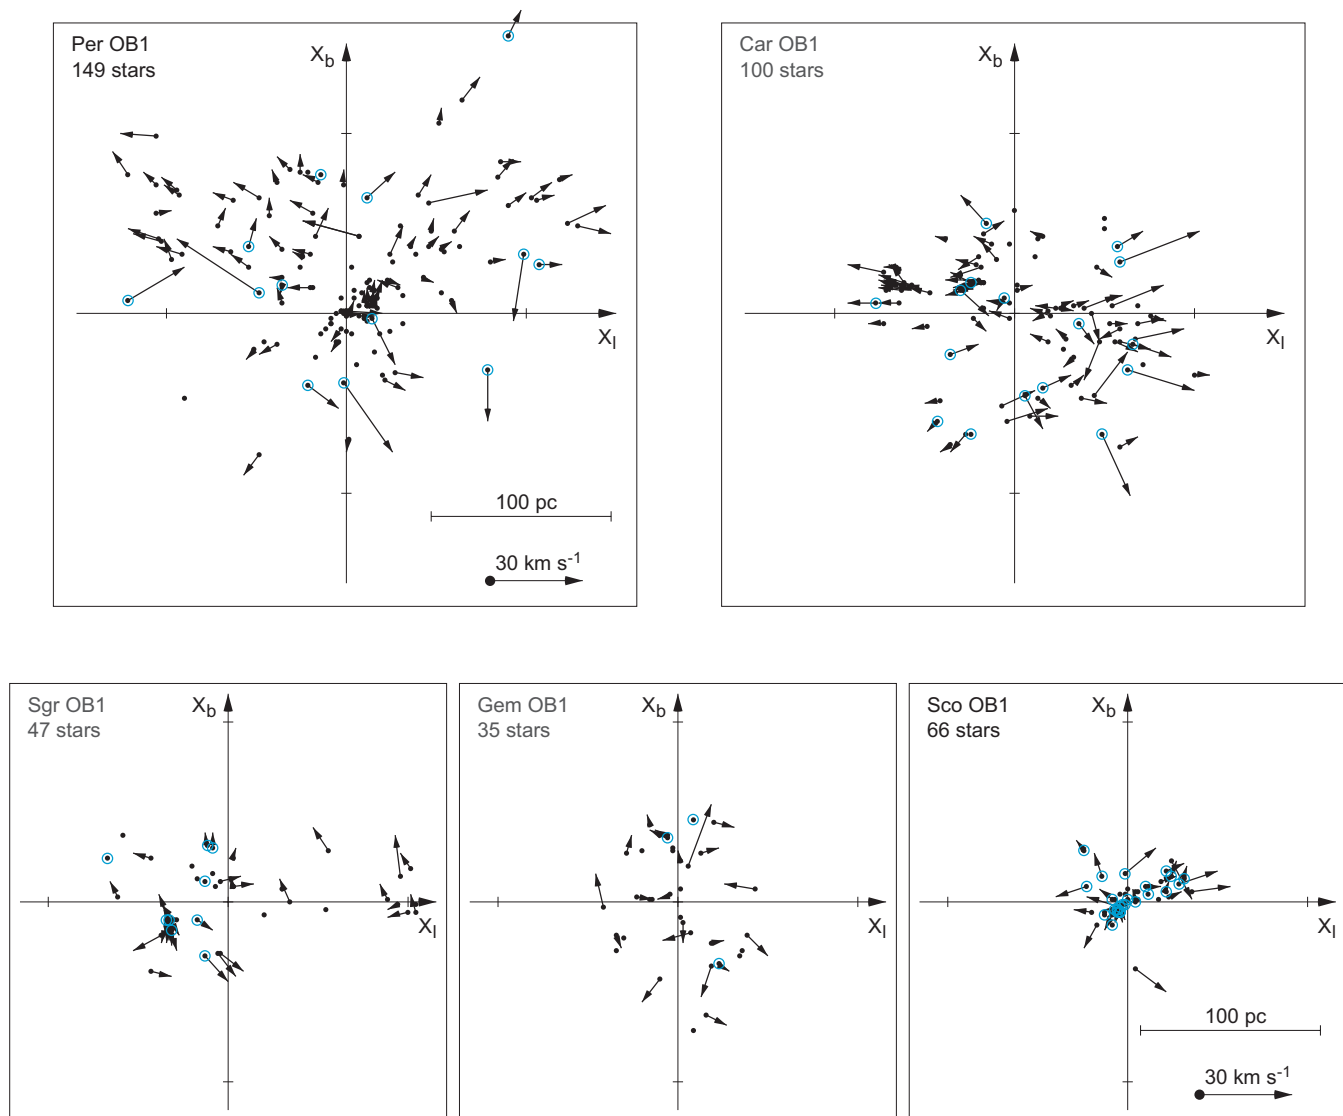 Per OB1
149 stars
Xb
Xl
100 pc
30 km s-1
Car OB1
100 stars
Xb
Xl
Sgr OB1
47 stars
Xb
Xl
Gem OB1
35 stars
Xb
Xl
Sco OB1
66 stars
Xb
Xl
100 pc
30 km s-1